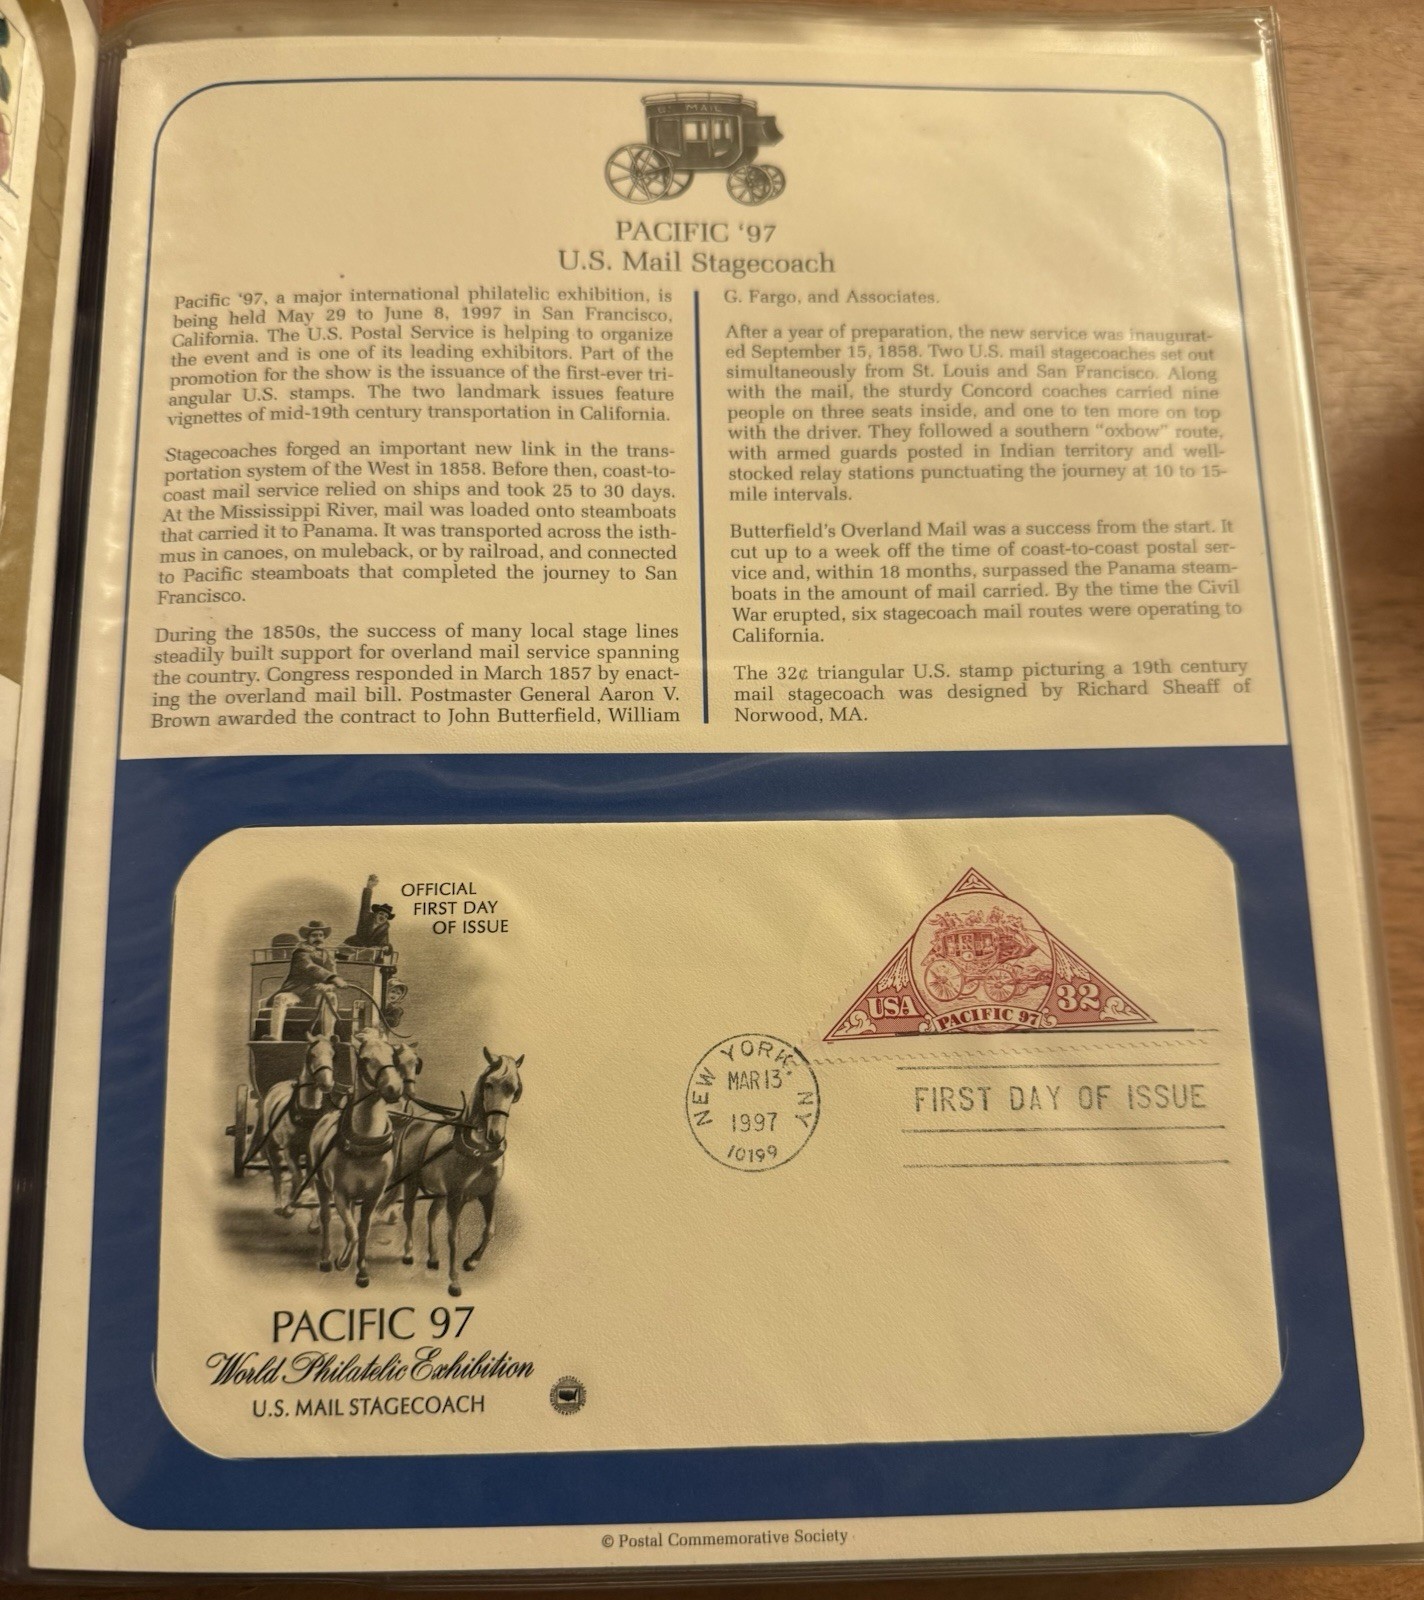 U.S. MAIL
PACIFIC ‘97
U.S. Mail Stagecoach
Pacific ‘97, a major international philatelic exhibition, is
being held May 29 to June 8, 1997 in San Francisco,
California. The U.S. Postal Service is helping to organize
the event and is one of its leading exhibitors. Part of the
promotion for the show is the issuance of the first-ever tri-
angular U.S. stamps. The two landmark issues feature
vignettes of mid-19th century transportation in California.
Stagecoaches forged an important new link in the trans-
portation system of the West in 1858. Before then, coast-to-
coast mail service relied on ships and took 25 to 30 days.
At the Mississippi River, mail was loaded onto steamboats
that carried it to Panama. It was transported across the isth-
mus in canoes, on muleback, or by railroad, and connected
to Pacific steamboats that completed the journey to San
Francisco.
During the 1850s, the success of many local stage lines
steadily built support for overland mail service spanning
the country. Congress responded in March 1857 by enact-
ing the overland mail bill. Postmaster General Aaron V.
Brown awarded the contract to John Butterfield, William
G. Fargo, and Associates.
After a year of preparation, the new service was inaugurat-
ed September 15, 1858. Two U.S. mail stagecoaches set out
simultaneously from St. Louis and San Francisco. Along
with the mail, the sturdy Concord coaches carried nine
people on three seats inside, and one to ten more on top
with the driver. They followed a southern “oxbow” route,
with armed guards posted in Indian territory and well-
stocked relay stations punctuating the journey at 10 to 15-
mile intervals.
Butterfield’s Overland Mail was a success from the start. It
cut up to a week off the time of coast-to-coast postal ser-
vice and, within 18 months, surpassed the Panama steam-
boats in the amount of mail carried. By the time the Civil
War erupted, six stagecoach mail routes were operating to
California.
The 32¢ triangular U.S. stamp picturing a 19th century
mail stagecoach was designed by Richard Sheaff of
Norwood, MA.
OFFICIAL
FIRST DAY
OF ISSUE
USA
32
PACIFIC 97
NEW YORK, NY
MAR 13
1997
10199
FIRST DAY OF ISSUE
PACIFIC 97
World Philatelic Exhibition
U.S. MAIL STAGECOACH
© Postal Commemorative Society